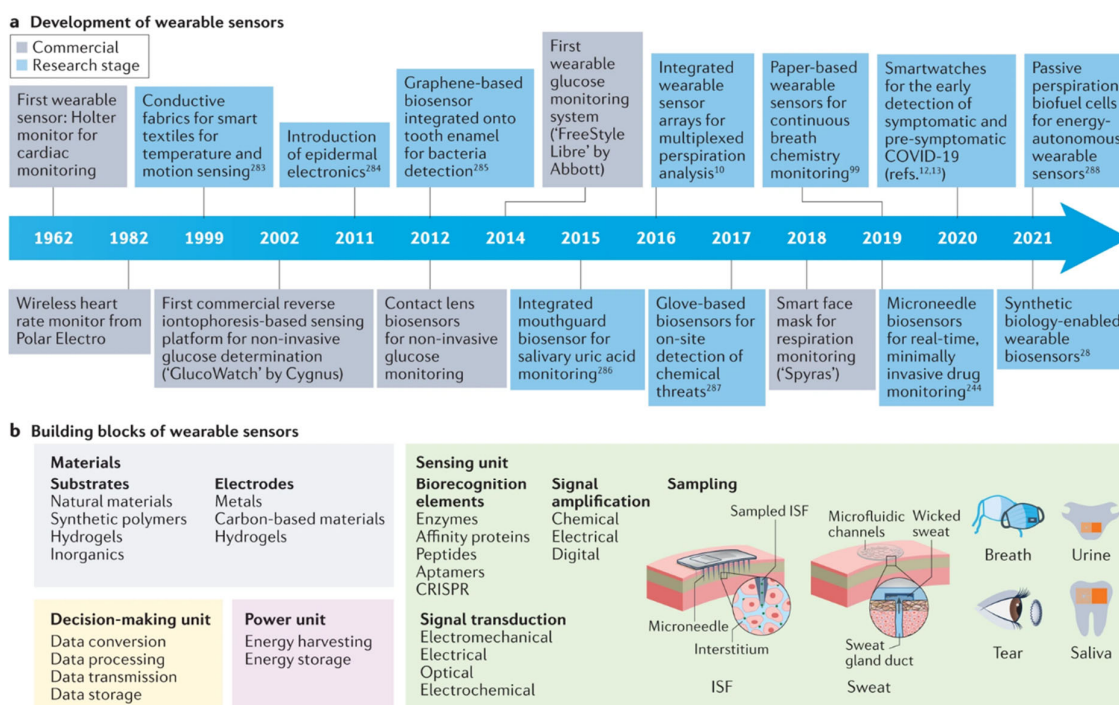 a Development of wearable sensors
Commercial
Research stage
First wearable
sensor: Holter
monitor for
cardiac
monitoring
Conductive
fabrics for smart
textiles for
temperature and
motion sensing283
Introduction
of epidermal
electronics284
Graphene-based
biosensor
integrated onto
tooth enamel
for bacteria
detection285
First
wearable
glucose
monitoring
system
(‘FreeStyle
Libre’ by
Abbott)
Integrated
wearable
sensor
arrays for
multiplexed
perspiration
analysis10
Paper-based
wearable
sensors for
continuous
breath
chemistry
monitoring99
Smartwatches
for the early
detection of
symptomatic and
pre-symptomatic
COVID-19
(refs.12,13)
Passive
perspiration
biofuel cells
for energy-
autonomous
wearable
sensors288
1962 1982 1999 2002 2011 2012 2014 2015 2016 2017 2018 2019 2020 2021
Wireless heart
rate monitor from
Polar Electro
First commercial reverse
iontophoresis-based sensing
platform for non-invasive
glucose determination
(‘GlucoWatch’ by Cygnus)
Contact lens
biosensors
for non-invasive
glucose
monitoring
Integrated
mouthguard
biosensor for
salivary uric acid
monitoring286
Glove-based
biosensors for
on-site
detection of
chemical
threats287
Smart face
mask for
respiration
monitoring
(‘Spyras’)
Microneedle
biosensors
for real-time,
minimally
invasive drug
monitoring244
Synthetic
biology-enabled
wearable
biosensors28
b Building blocks of wearable sensors
Materials
Substrates
Natural materials
Synthetic polymers
Hydrogels
Inorganics
Electrodes
Metals
Carbon-based materials
Hydrogels
Decision-making unit
Data conversion
Data processing
Data transmission
Data storage
Power unit
Energy harvesting
Energy storage
Sensing unit
Biorecognition
elements
Enzymes
Affinity proteins
Peptides
Aptamers
CRISPR
Signal
amplification
Chemical
Electrical
Digital
Signal transduction
Electromechanical
Electrical
Optical
Electrochemical
Sampling
Sampled ISF
Microneedle
Interstitium
ISF
Microfluidic
channels
Wicked
sweat
Sweat
gland duct
Sweat
Breath
Urine
Tear
Saliva